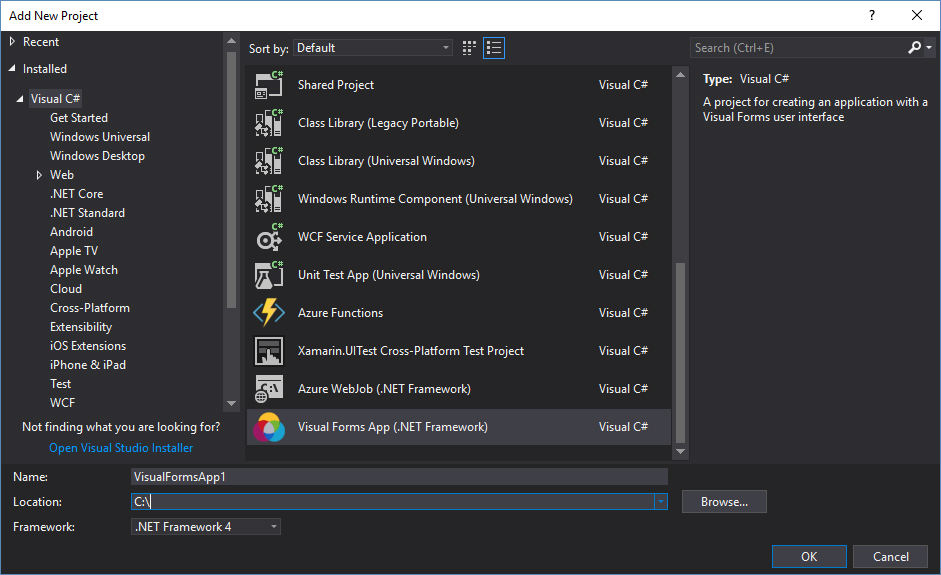 Add New Project
?
Recent
Installed
Visual C#
Get Started
Windows Universal
Windows Desktop
Web
.NET Core
.NET Standard
Android
Apple TV
Apple Watch
Cloud
Cross-Platform
Extensibility
iOS Extensions
iPhone & iPad
Test
WCF
Not finding what you are looking for?
Open Visual Studio Installer
Sort by: Default
Shared Project Visual C#
Class Library (Legacy Portable) Visual C#
Class Library (Universal Windows) Visual C#
Windows Runtime Component (Universal Windows) Visual C#
WCF Service Application Visual C#
Unit Test App (Universal Windows) Visual C#
Azure Functions Visual C#
Xamarin.UITest Cross-Platform Test Project Visual C#
Azure WebJob (.NET Framework) Visual C#
Visual Forms App (.NET Framework) Visual C#
Search (Ctrl+E)
Type: Visual C#
A project for creating an application with a
Visual Forms user interface
Name: VisualFormsApp1
Location: C:\
Browse...
Framework: .NET Framework 4
OK
Cancel